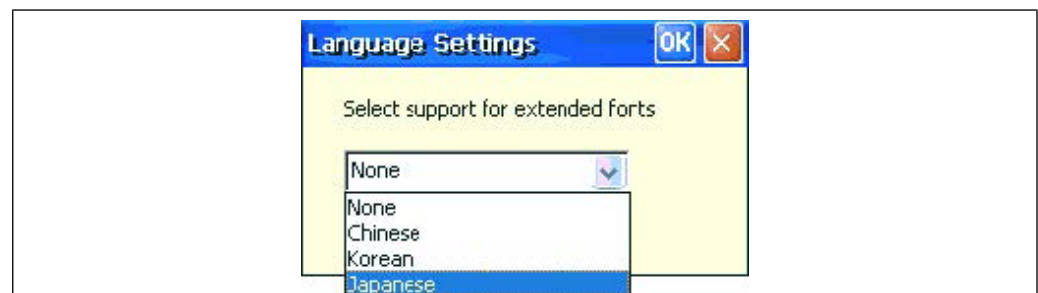 Language Settings OK
Select support for extended forts
None
None
Chinese
Korean
Japanese